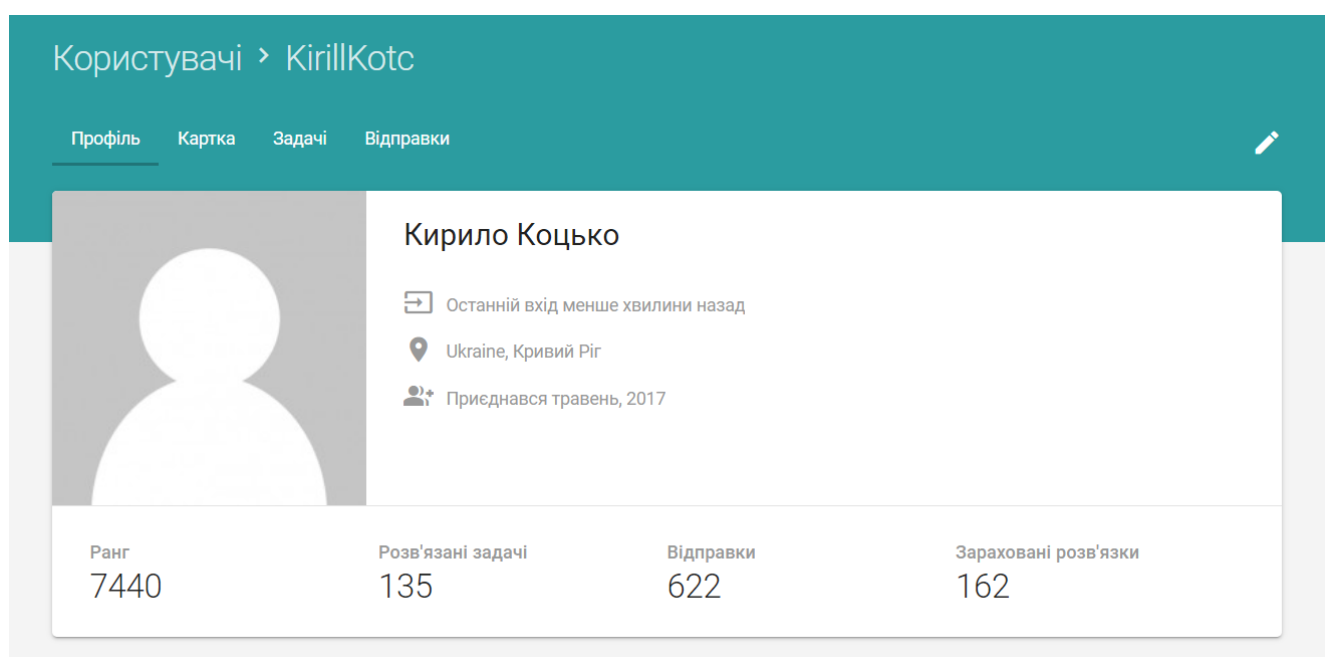 Користувачі > KirillKotc
Профіль Картка Задачі Відправки
Кирило Коцько
Останній вхід менше хвилини назад
Ukraine, Кривий Ріг
Приєднався травень, 2017
Ранг Розв'язані задачі Відправки Зараховані розв'язки
7440 135 622 162